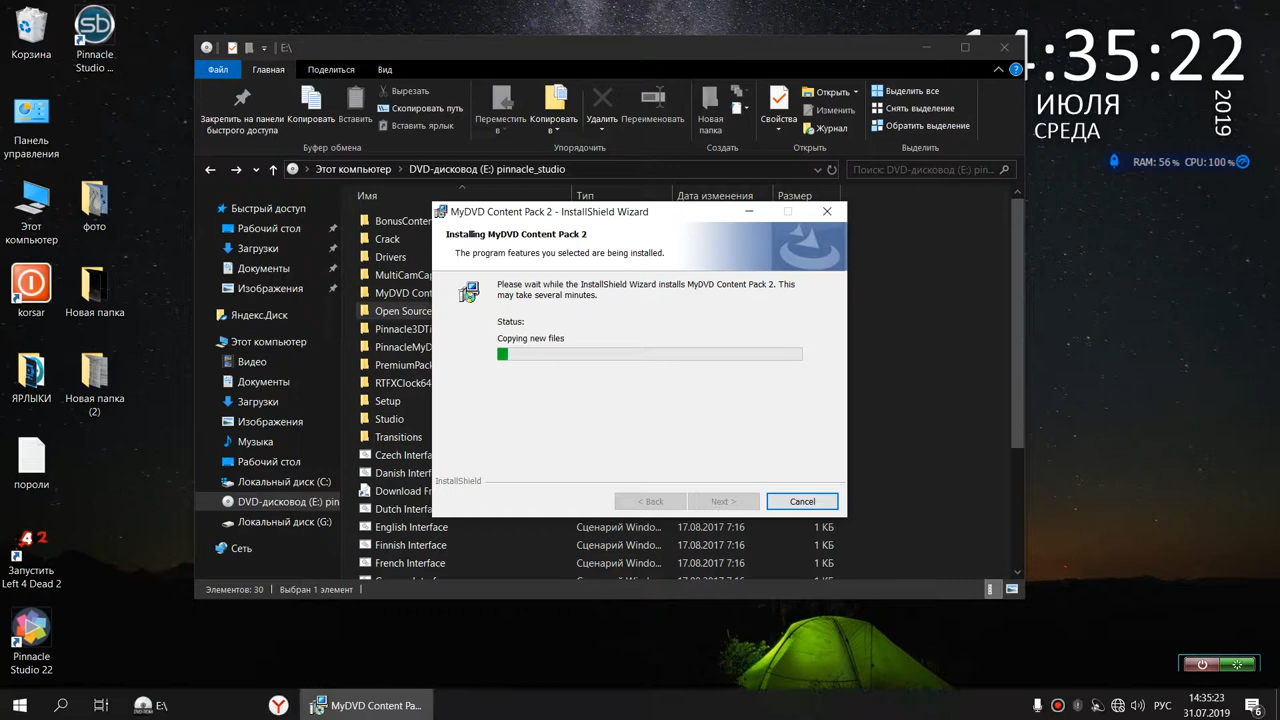 Корзина
Pinnacle Studio ...
Панель управления
Этот компьютер
фото
korsar
Новая папка
ЯРЛЫКИ
Новая папка (2)
пароли
Запустить Left 4 Dead 2
Pinnacle Studio 22
E:\
Файл
Главная
Поделиться
Вид
Закрепить на панели быстрого доступа
Копировать
Вставить
Вырезать
Скопировать путь
Вставить ярлык
Буфер обмена
Переместить в
Копировать в
Удалить
Переименовать
Упорядочить
Новая папка
Создать
Свойства
Открыть
Изменить
Журнал
Открыть
Выделить все
Снять выделение
Обратить выделение
Выделить
Этот компьютер > DVD-дисковод (E:) pinnacle_studio
Поиск: DVD-дисковод (E:) pin...
Быстрый доступ
Рабочий стол
Загрузки
Документы
Изображения
Яндекс.Диск
Этот компьютер
Видео
Документы
Загрузки
Изображения
Музыка
Рабочий стол
Локальный диск (C:)
DVD-дисковод (E:) pin
Локальный диск (G:)
Сеть
Имя Тип Дата изменения Размер
BonusConten
Crack
Drivers
MultiCamCap
MyDVD Cont
Open Source
Pinnacle3DTi
PinnacleMyD
PremiumPack
RTFXClock64
Setup
Studio
Transitions
Czech Interfa
Danish Interf
Download Fr
Dutch Interfa
English Interface Сценарий Windo... 17.08.2017 7:16 1 КБ
Finnish Interface Сценарий Windo... 17.08.2017 7:16 1 КБ
French Interface Сценарий Windo... 17.08.2017 7:16 1 КБ
Элементов: 30 Выбран 1 элемент
MyDVD Content Pack 2 - InstallShield Wizard
Installing MyDVD Content Pack 2
The program features you selected are being installed.
Please wait while the InstallShield Wizard installs MyDVD Content Pack 2. This
may take several minutes.
Status:
Copying new files
InstallShield
< Back
Next >
Cancel
:35:22
ИЮЛЯ
СРЕДА
2019
RAM: 56 % CPU: 100 %
E:\
MyDVD Content Pa...
РУС
14:35:23
31.07.2019
6